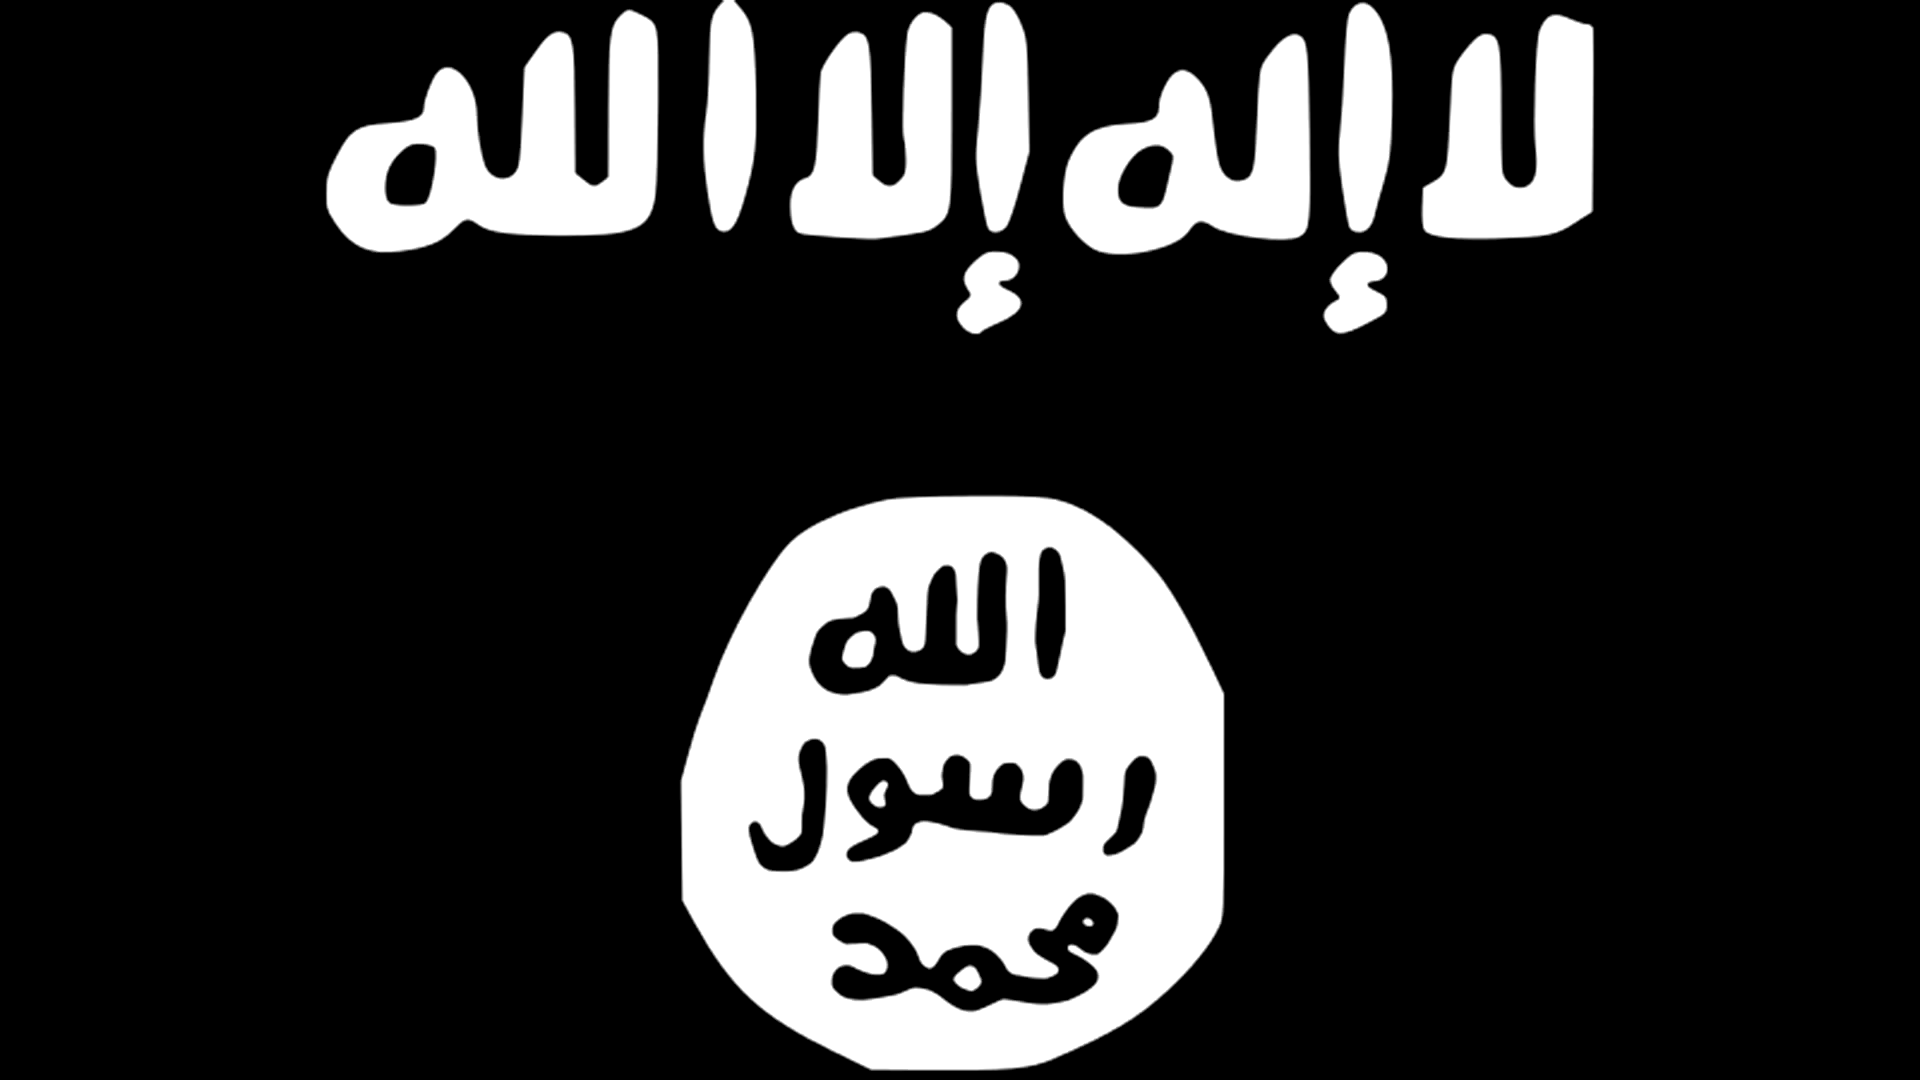 لا إله إلا الله
الله
رسول
محمد